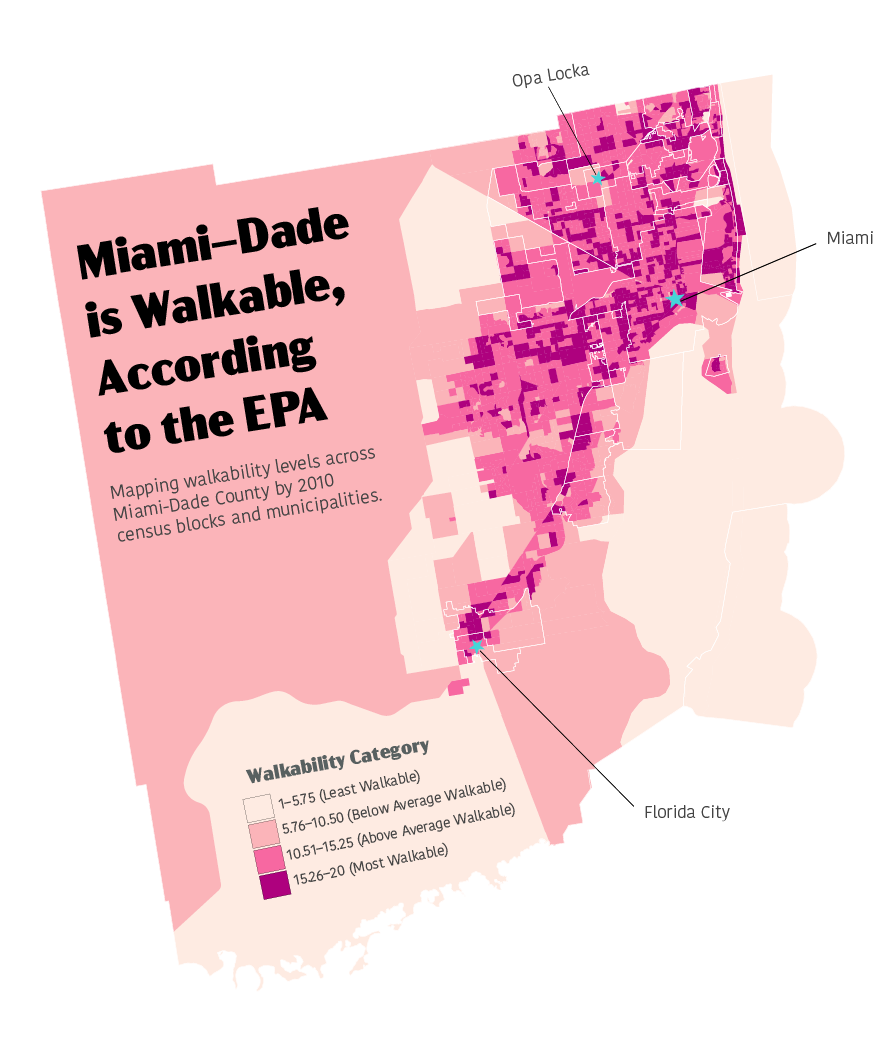 Opa Locka
Miami
Miami–Dade
is Walkable,
According
to the EPA
Mapping walkability levels across
Miami-Dade County by 2010
census blocks and municipalities.
Walkability Category
1–5.75 (Least Walkable)
5.76–10.50 (Below Average Walkable)
10.51–15.25 (Above Average Walkable)
15.26–20 (Most Walkable)
Florida City